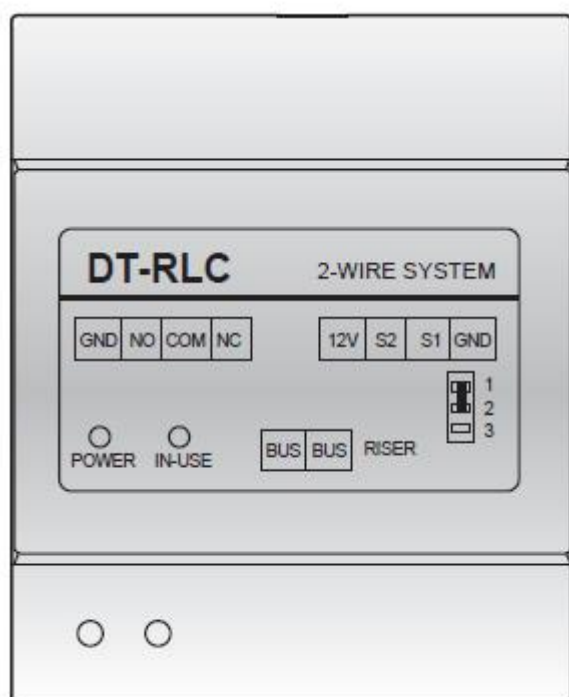 DT-RLC 2-WIRE SYSTEM
GND NO COM NC 12V S2 S1 GND
1
2
3
POWER IN-USE BUS BUS RISER